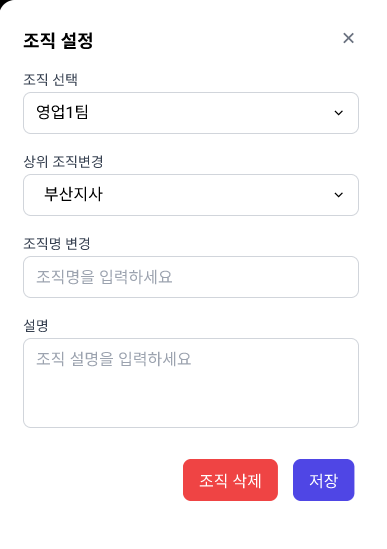 조직 설정
조직 선택
영업1팀
상위 조직변경
부산지사
조직명 변경
조직명을 입력하세요
설명
조직 설명을 입력하세요
조직 삭제 저장